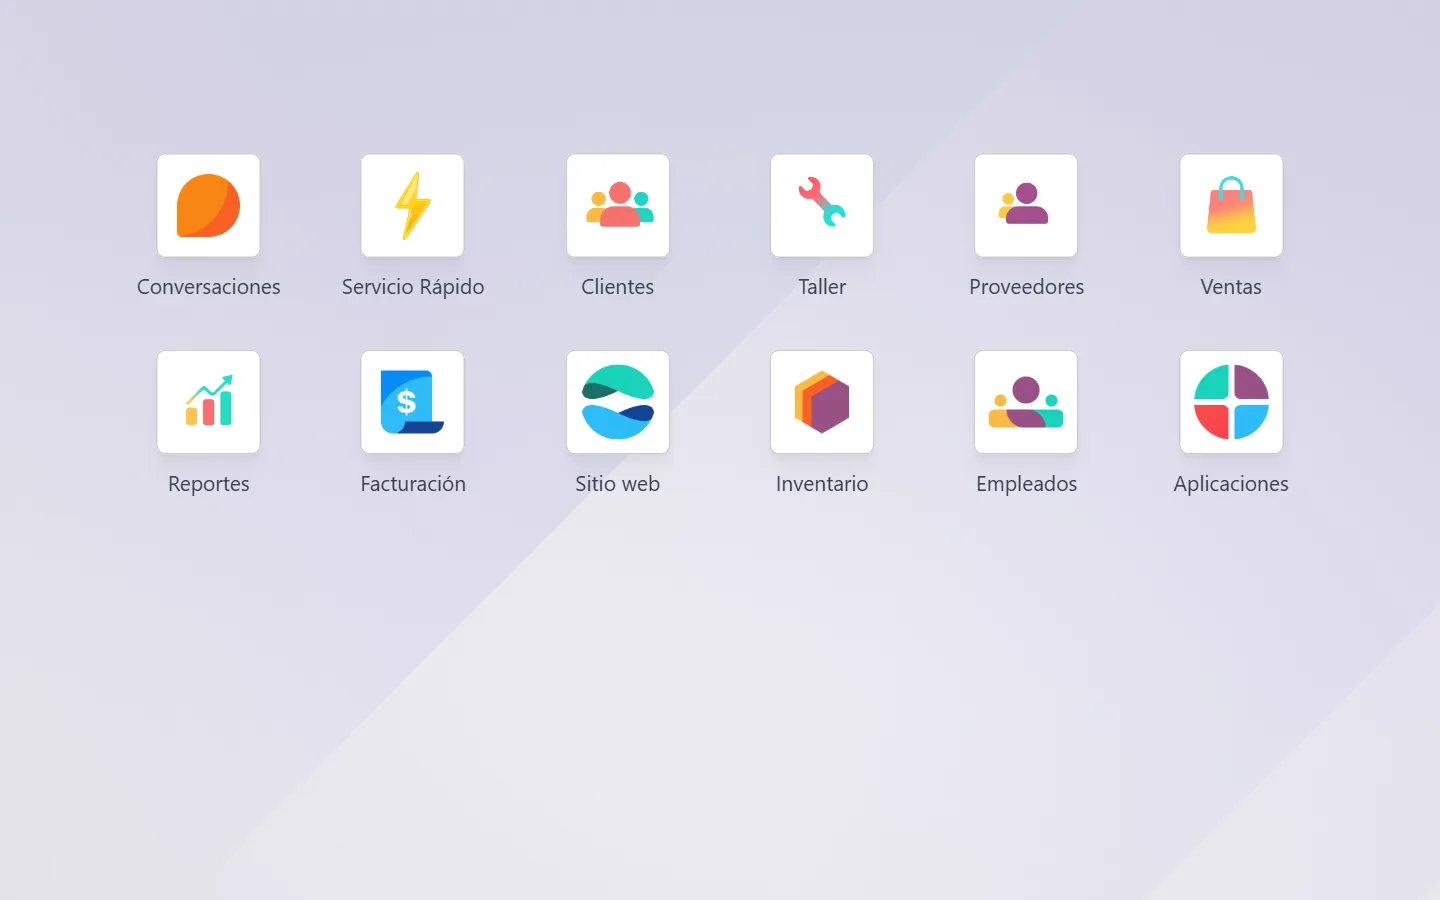 Conversaciones
Servicio Rápido
Clientes
Taller
Proveedores
Ventas
Reportes
$
Facturación
Sitio web
Inventario
Empleados
Aplicaciones